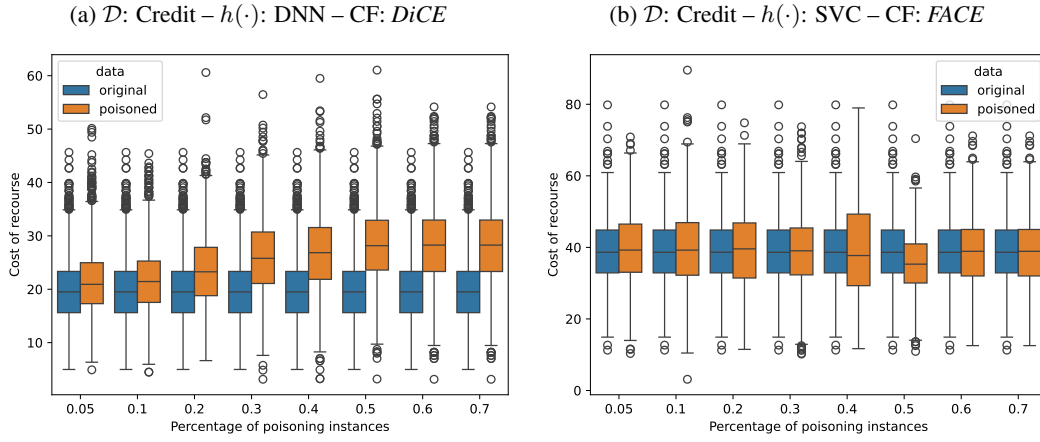 (a) 𝒟: Credit – h(·): DNN – CF: DiCE
60
50
40
30
20
10
Cost of recourse
data
original
poisoned
0.05 0.1 0.2 0.3 0.4 0.5 0.6 0.7
Percentage of poisoning instances
(b) 𝒟: Credit – h(·): SVC – CF: FACE
80
60
40
20
0
Cost of recourse
data
original
poisoned
0.05 0.1 0.2 0.3 0.4 0.5 0.6 0.7
Percentage of poisoning instances